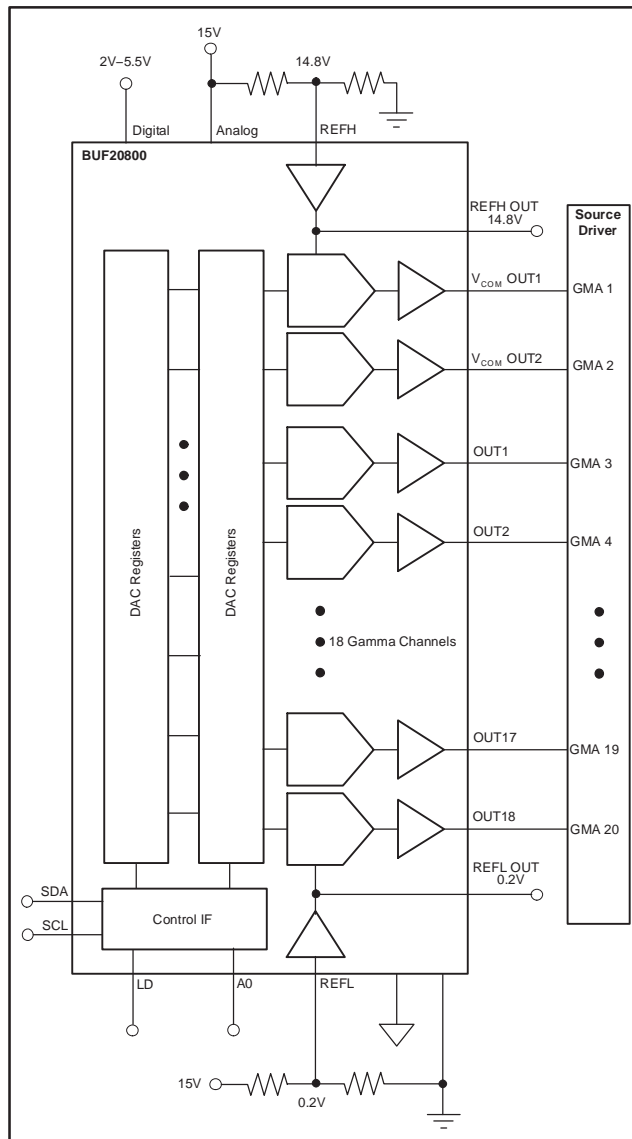 15V
2V–5.5V
14.8V
Digital
Analog
REFH
BUF20800
REFH OUT
14.8V
Source
Driver
VCOM OUT1
GMA 1
VCOM OUT2
GMA 2
OUT1
GMA 3
OUT2
GMA 4
DAC Registers
DAC Registers
18 Gamma Channels
OUT17
GMA 19
OUT18
GMA 20
REFL OUT
0.2V
SDA
SCL
Control IF
LD
A0
REFL
15V
0.2V